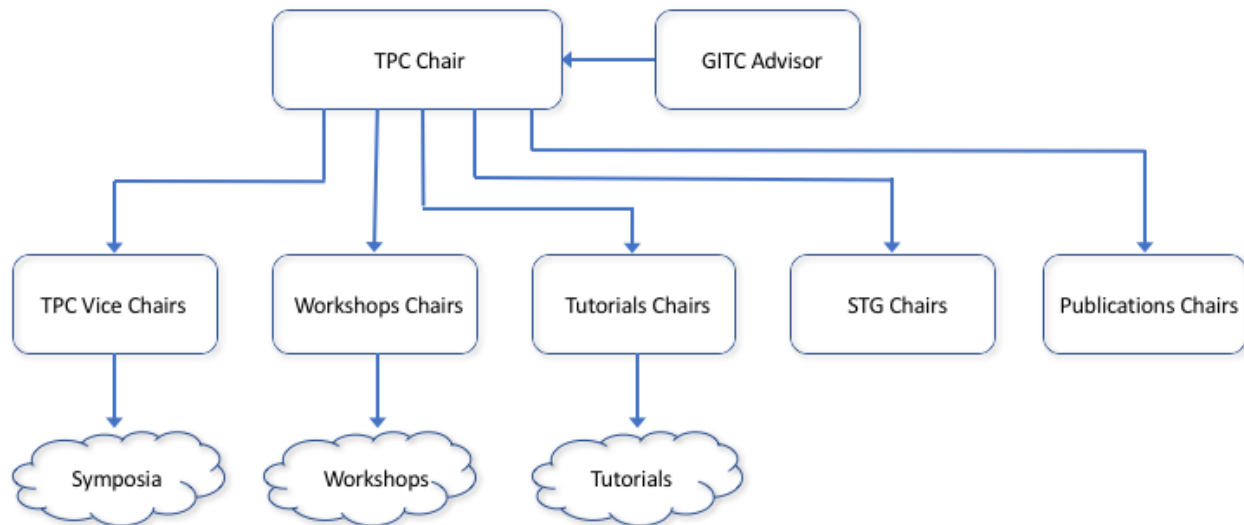 TPC Chair
GITC Advisor
TPC Vice Chairs
Workshops Chairs
Tutorials Chairs
STG Chairs
Publications Chairs
Symposia
Workshops
Tutorials